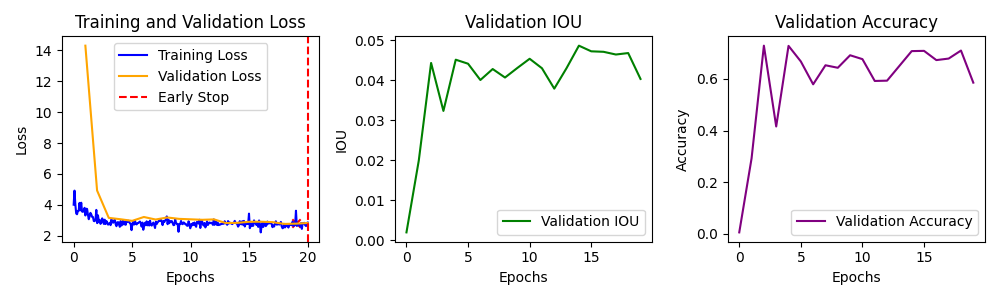 Training and Validation Loss
Validation IOU
Validation Accuracy
Loss
14
12
10
8
6
4
2
Training Loss
Validation Loss
Early Stop
0
5
10
15
20
Epochs
IOU
0.05
0.04
0.03
0.02
0.01
0.00
Validation IOU
0
5
10
15
Epochs
Accuracy
0.6
0.4
0.2
0.0
Validation Accuracy
0
5
10
15
Epochs